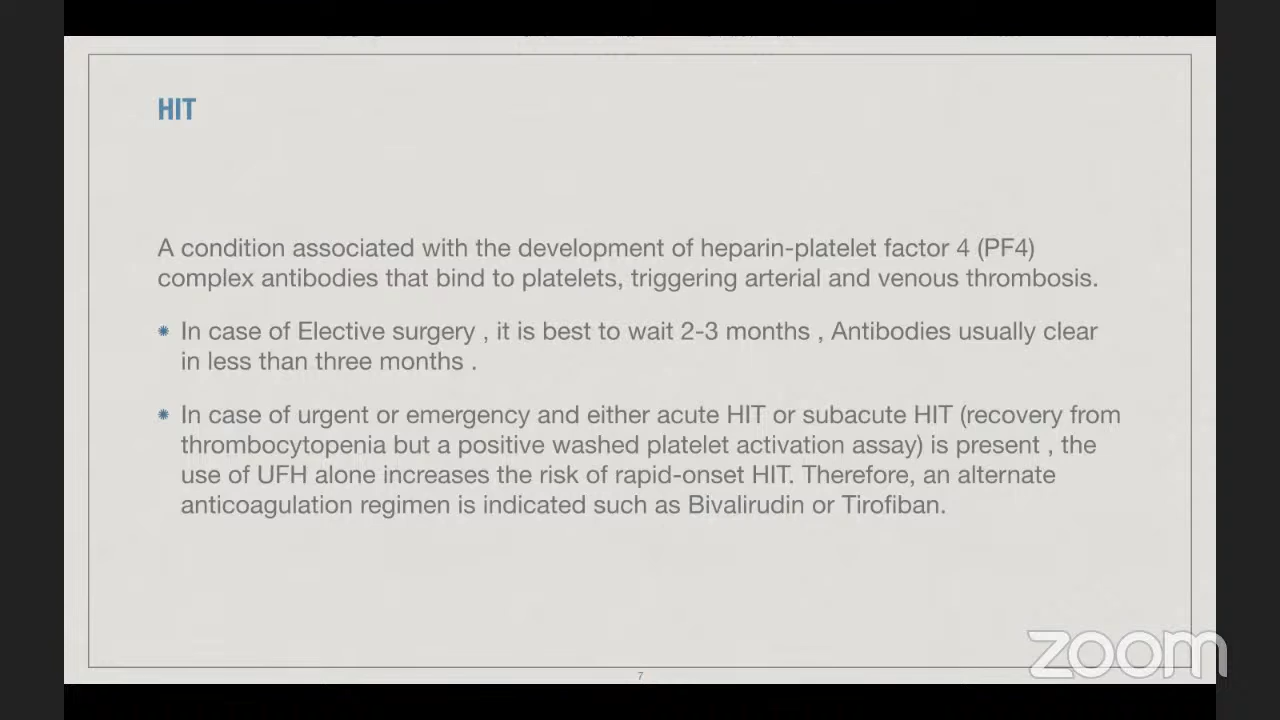 HIT
A condition associated with the development of heparin-platelet factor 4 (PF4)
complex antibodies that bind to platelets, triggering arterial and venous thrombosis.
In case of Elective surgery , it is best to wait 2-3 months , Antibodies usually clear
in less than three months .
In case of urgent or emergency and either acute HIT or subacute HIT (recovery from
thrombocytopenia but a positive washed platelet activation assay) is present , the
use of UFH alone increases the risk of rapid-onset HIT. Therefore, an alternate
anticoagulation regimen is indicated such as Bivalirudin or Tirofiban.
zoom
7